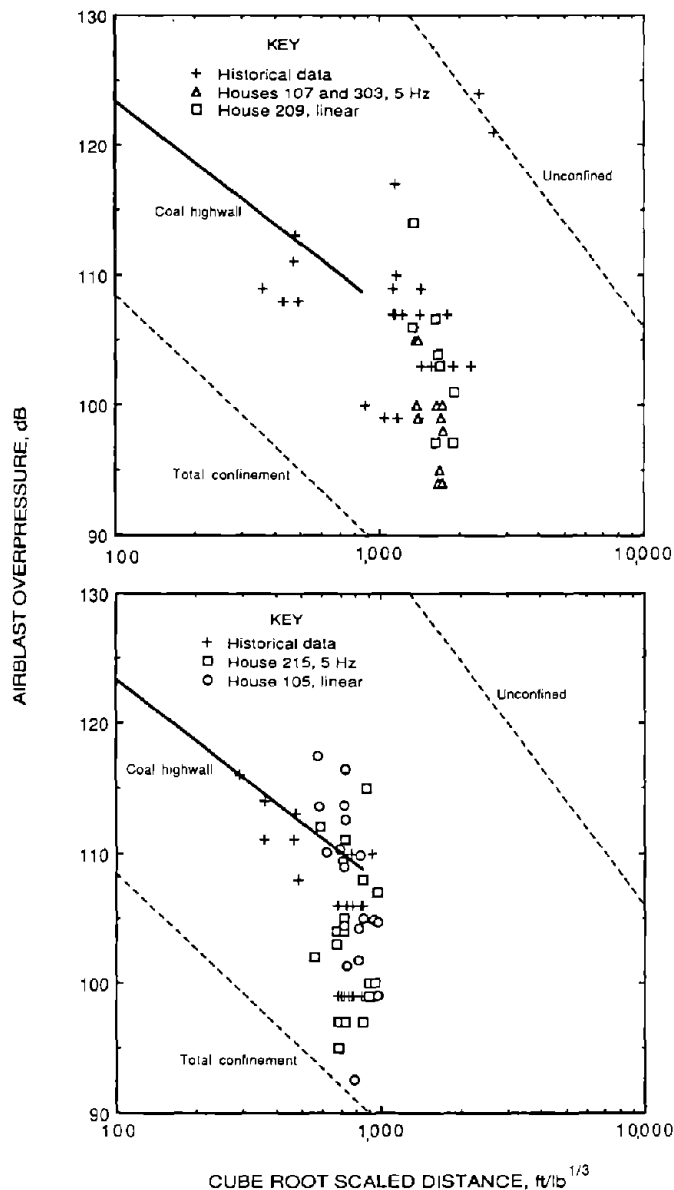 130
120
110
100
90
100
1,000
10,000
KEY
+ Historical data
△ Houses 107 and 303, 5 Hz
□ House 209, linear
Unconfined
Coal highwall
Total confinement
AIRBLAST OVERPRESSURE, dB
130
120
110
100
90
100
1,000
10,000
KEY
+ Historical data
□ House 215, 5 Hz
○ House 105, linear
Unconfined
Coal highwall
Total confinement
CUBE ROOT SCALED DISTANCE, ft/lb^1/3